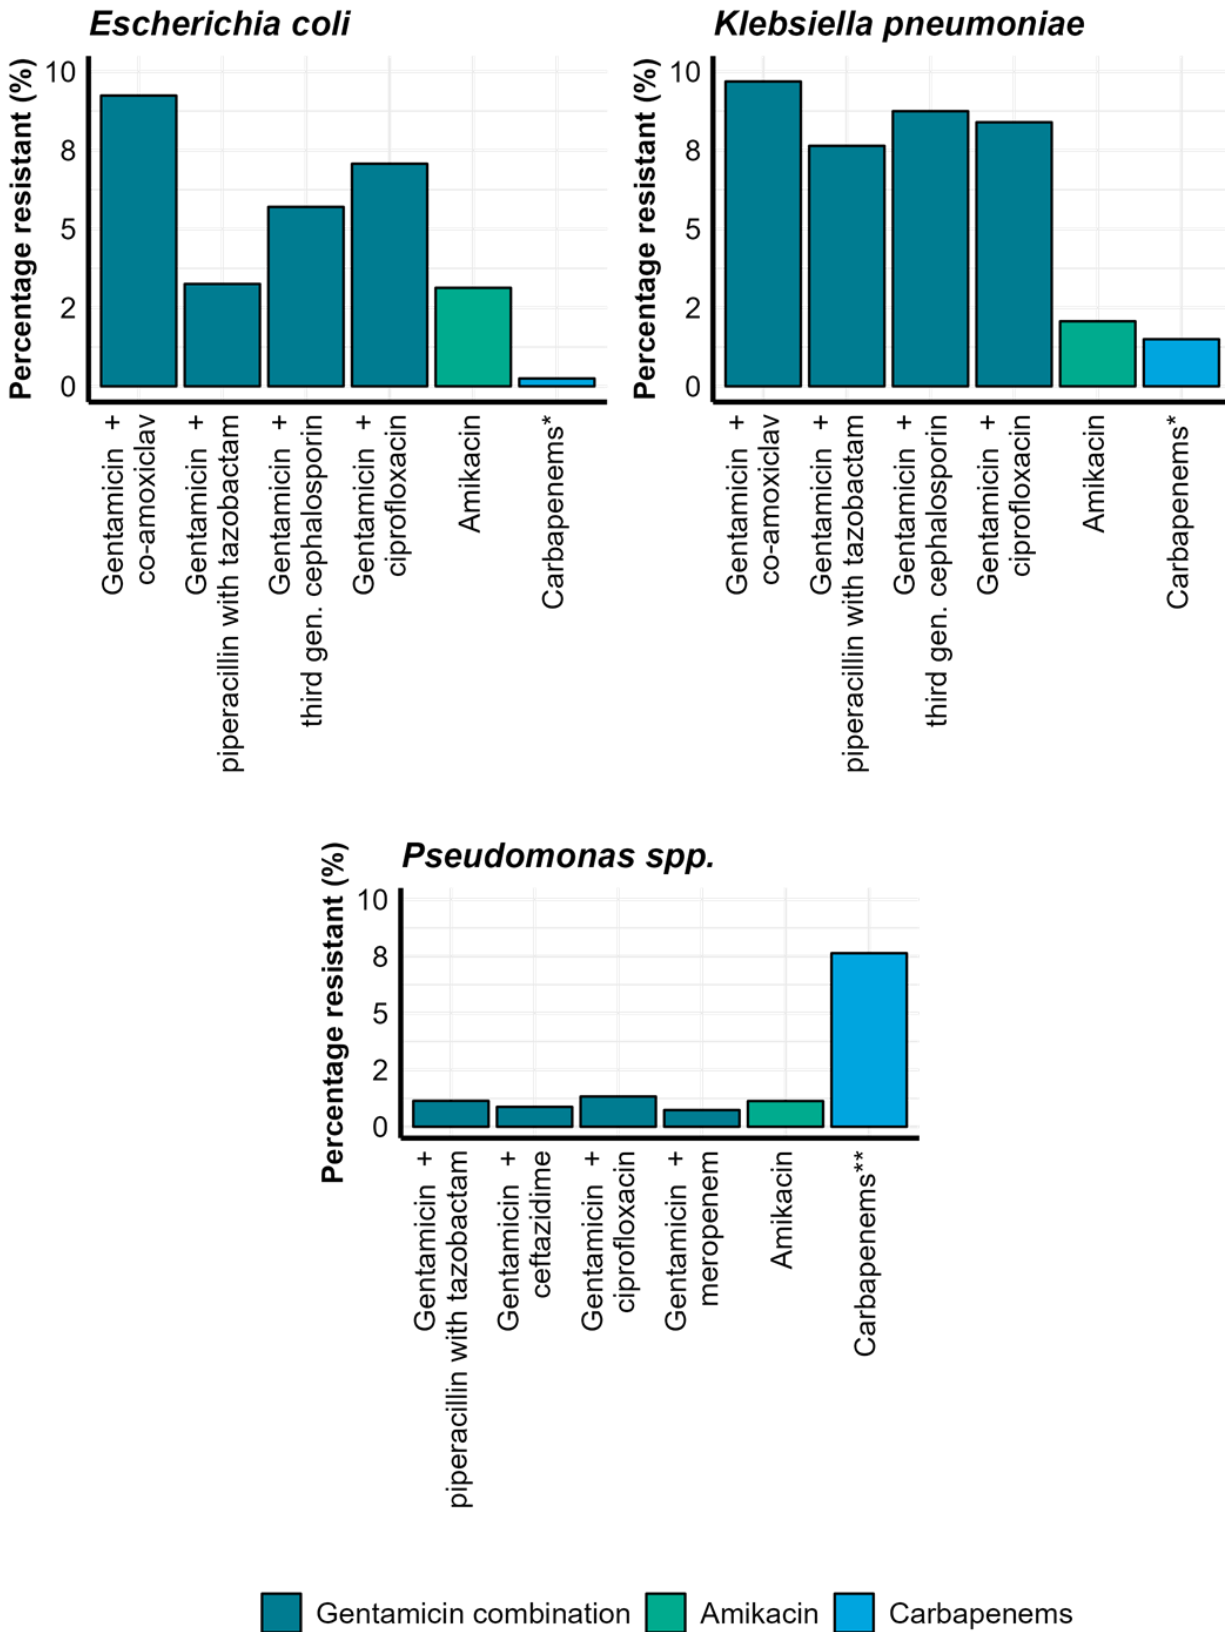 Escherichia coli
Percentage resistant (%)
10
8
5
2
0
Gentamicin +
co-amoxiclav
Gentamicin +
piperacillin with tazobactam
Gentamicin +
third gen. cephalosporin
Gentamicin +
ciprofloxacin
Amikacin
Carbapenems*
Klebsiella pneumoniae
Percentage resistant (%)
10
8
5
2
0
Gentamicin +
co-amoxiclav
Gentamicin +
piperacillin with tazobactam
Gentamicin +
third gen. cephalosporin
Gentamicin +
ciprofloxacin
Amikacin
Carbapenems*
Pseudomonas spp.
Percentage resistant (%)
10
8
5
2
0
Gentamicin +
piperacillin with tazobactam
Gentamicin +
ceftazidime
Gentamicin +
ciprofloxacin
Gentamicin +
meropenem
Amikacin
Carbapenems**
Gentamicin combination
Amikacin
Carbapenems